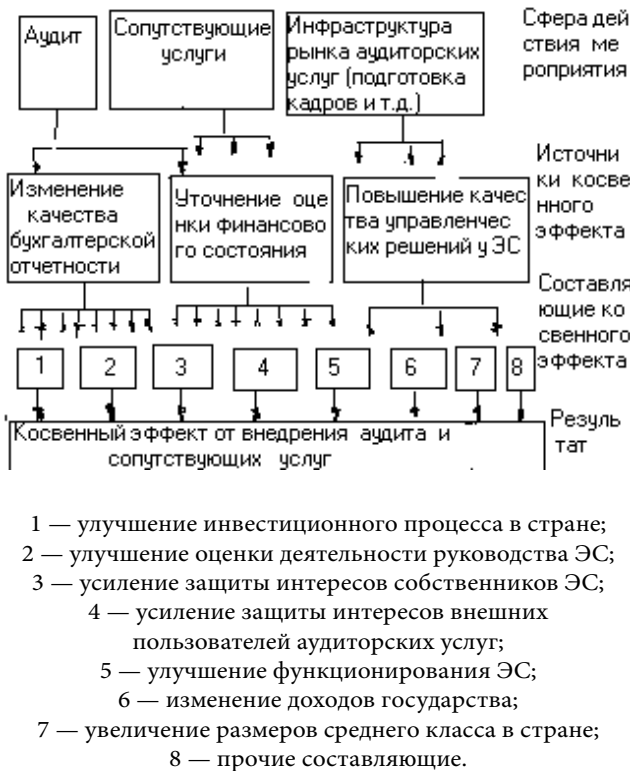 Аудит
Сопутствующие
услуги
Инфраструктура
рынка аудиторских
услуг (подготовка
кадров и т.д.)
Сфера дей
ствия ме
роприятия
Изменение
качества
бухгалтерской
отчетности
Уточнение оце
нки финансово
го состояния
Повышение качес
тва управленчес
ких решений у ЭС
Источни
ки косве
нного
эффекта
Составля
ющие ко
свенного
эффекта
1 2 3 4 5 6 7 8
Косвенный эффект от внедрения аудита и
сопутствующих услуг
Резуль
тат
1 — улучшение инвестиционного процесса в стране;
2 — улучшение оценки деятельности руководства ЭС;
3 — усиление защиты интересов собственников ЭС;
4 — усиление защиты интересов внешних
пользователей аудиторских услуг;
5 — улучшение функционирования ЭС;
6 — изменение доходов государства;
7 — увеличение размеров среднего класса в стране;
8 — прочие составляющие.